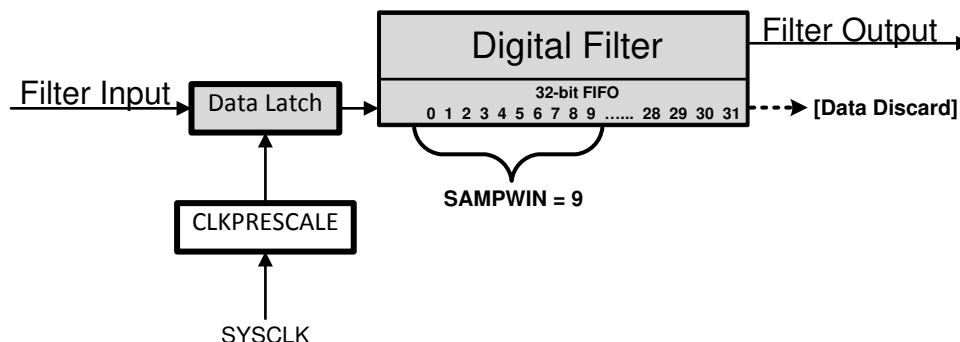 Digital Filter
Filter Output
Filter Input
Data Latch
32-bit FIFO
0 1 2 3 4 5 6 7 8 9 ...... 28 29 30 31
[Data Discard]
SAMPWIN = 9
CLKPRESCALE
SYSCLK